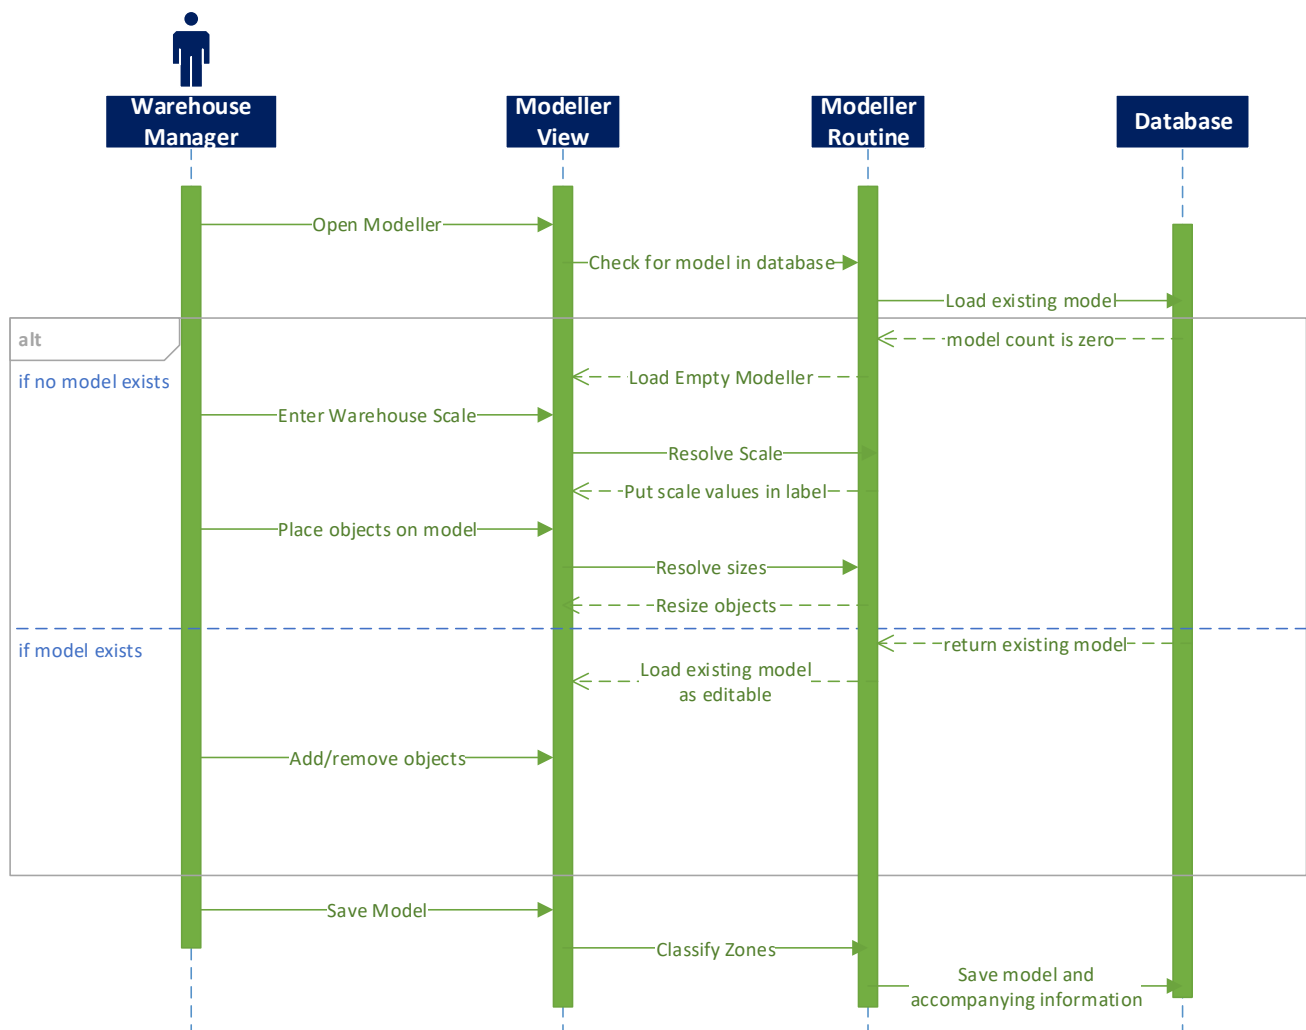 Warehouse
Manager
Modeller
View
Modeller
Routine
Database
Open Modeller
Check for model in database
Load existing model
alt
model count is zero
if no model exists
Load Empty Modeller
Enter Warehouse Scale
Resolve Scale
Put scale values in label
Place objects on model
Resolve sizes
Resize objects
if model exists
return existing model
Load existing model
as editable
Add/remove objects
Save Model
Classify Zones
Save model and
accompanying information